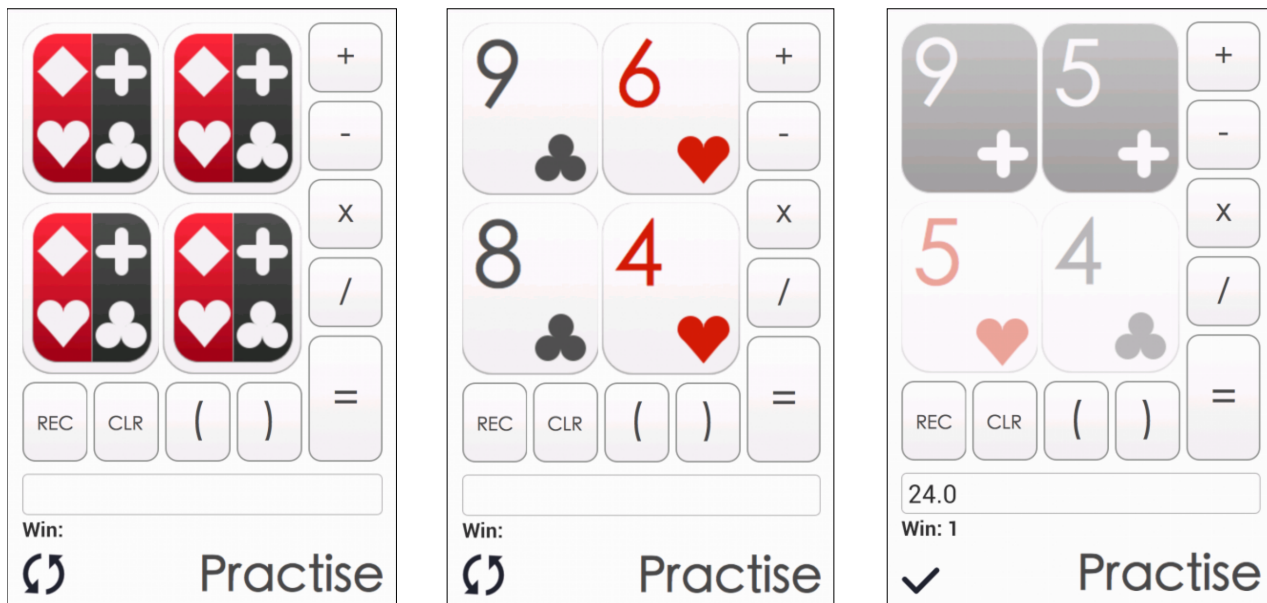 +
-
x
/
=
REC CLR ( )
Win:
Practise
9 6
8 4
+
-
x
/
=
REC CLR ( )
Win:
Practise
9 5
5 4
+
-
x
/
=
REC CLR ( )
24.0
Win: 1
Practise